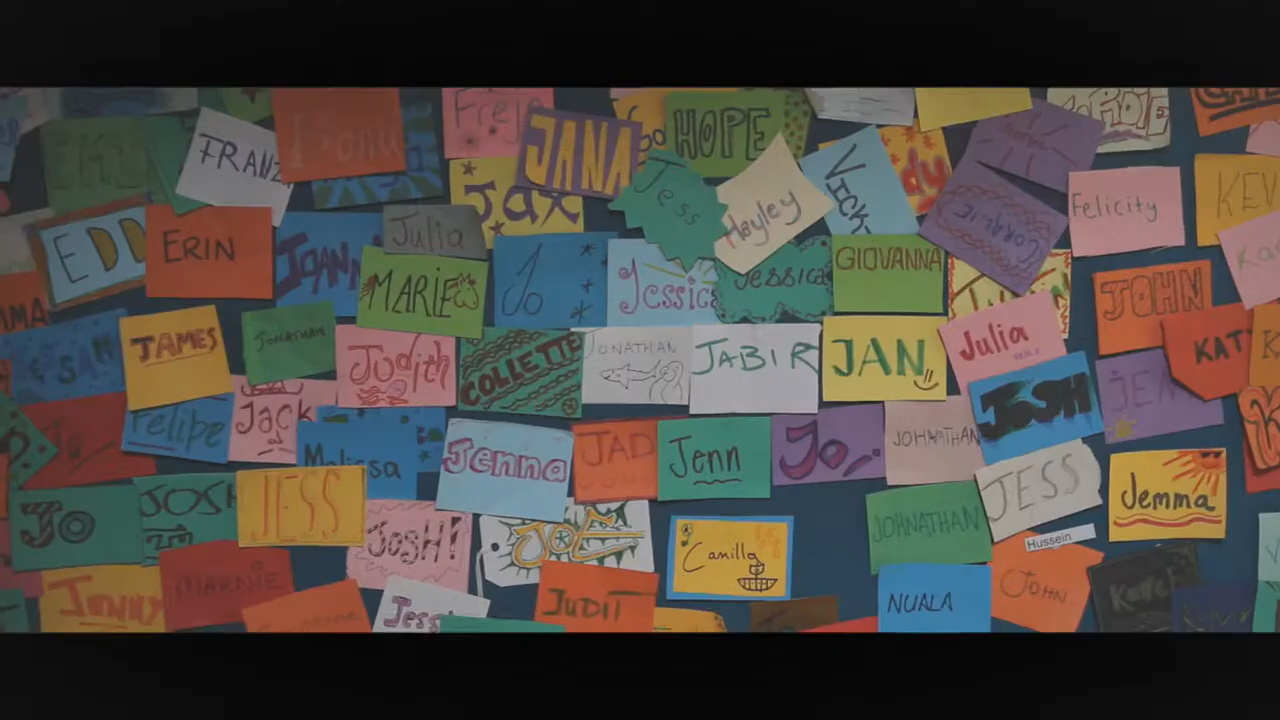 FRANZ
JANA
HOPE
Jax
Jess
Hayley
Felicity
CORALIE
EDD
ERIN
Julia
MARIE
Jo
Jessica
Jessica
GIOVANNA
JOHN
JAMES
JONATHAN
Judith
COLLETTE
JONATHAN
JABIR
JAN
Julia
JOSH
KAT
Felipe
Jack
Melissa
Jenna
JAD
Jenn
Jo
JOHNATHAN
JESS
Jemma
JO
JOSH
JESS
JOSH!
JOE
Camilla
JOHNATHAN
Hussein
JOHN
JONNY
MARNIE
Jess
JUDIT
NUALA